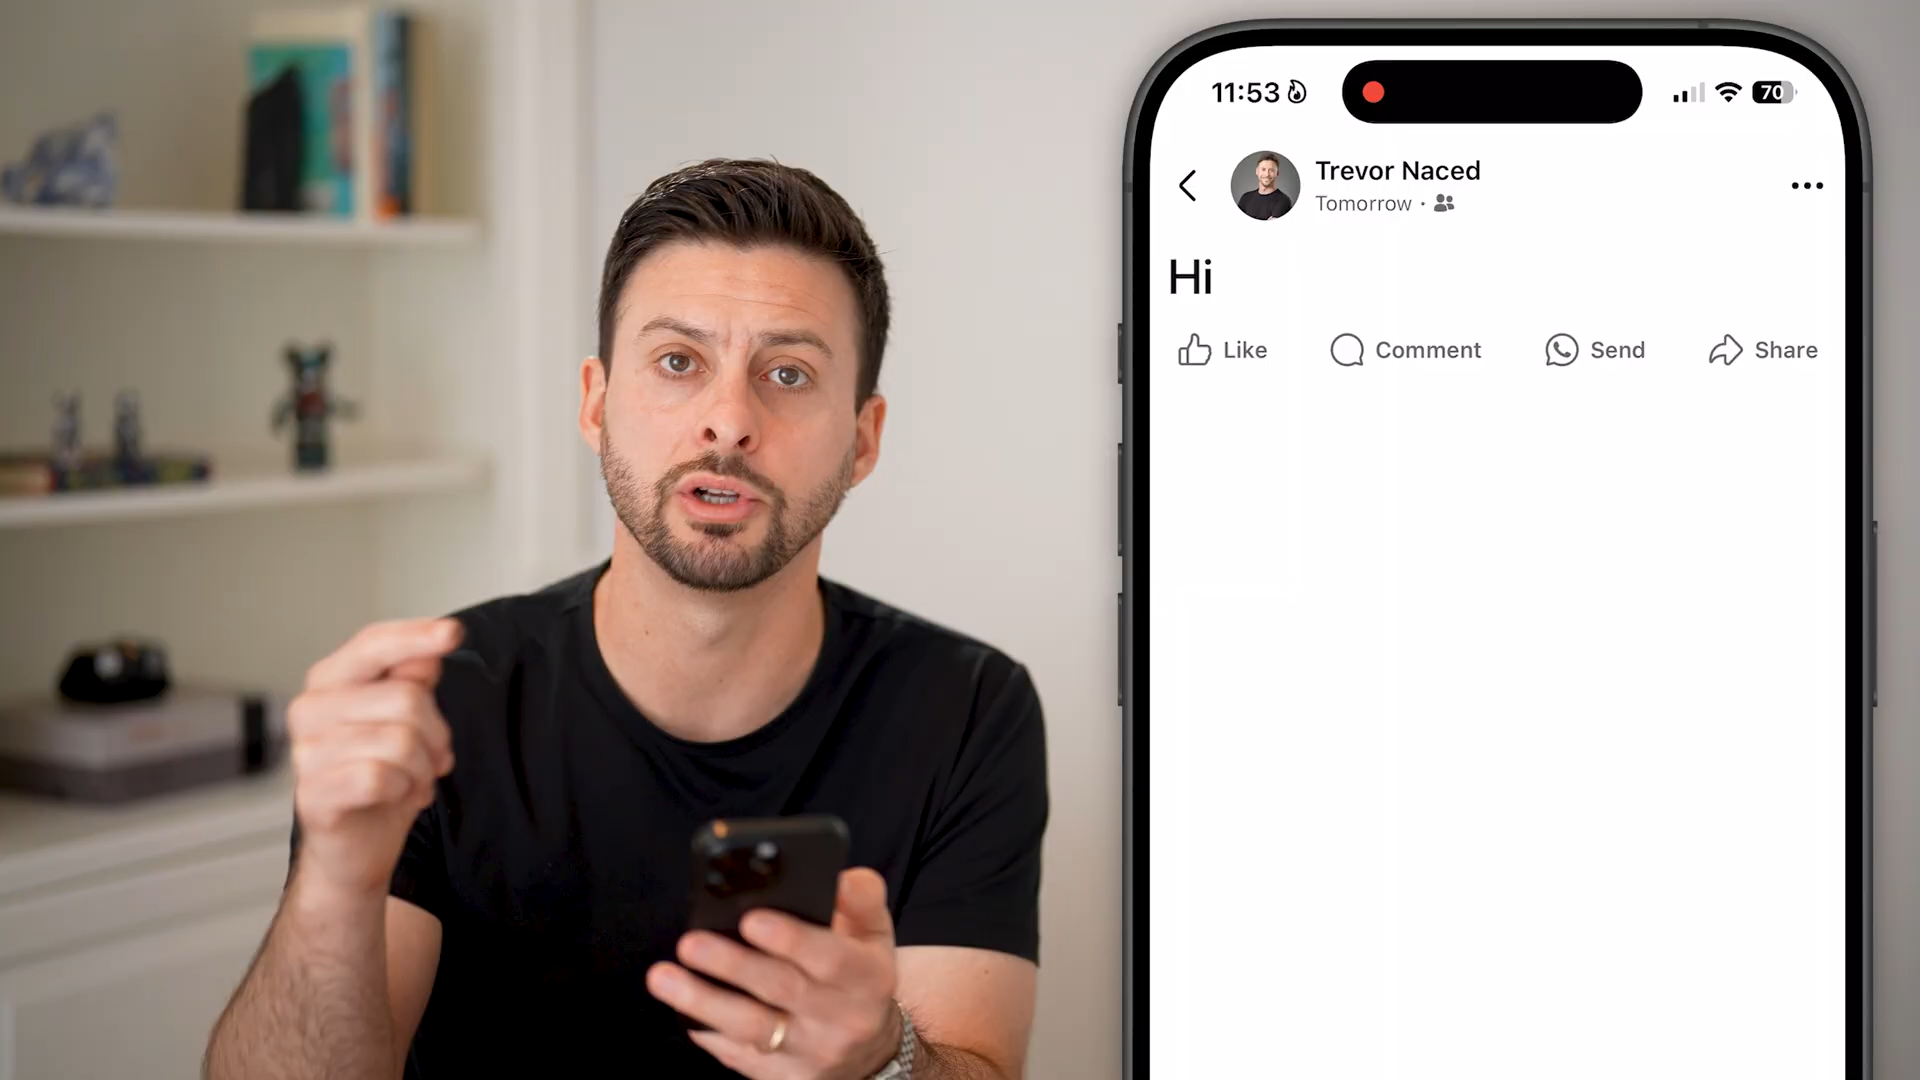 11:53
70
Trevor Naced
Tomorrow ·
Hi
Like
Comment
Send
Share